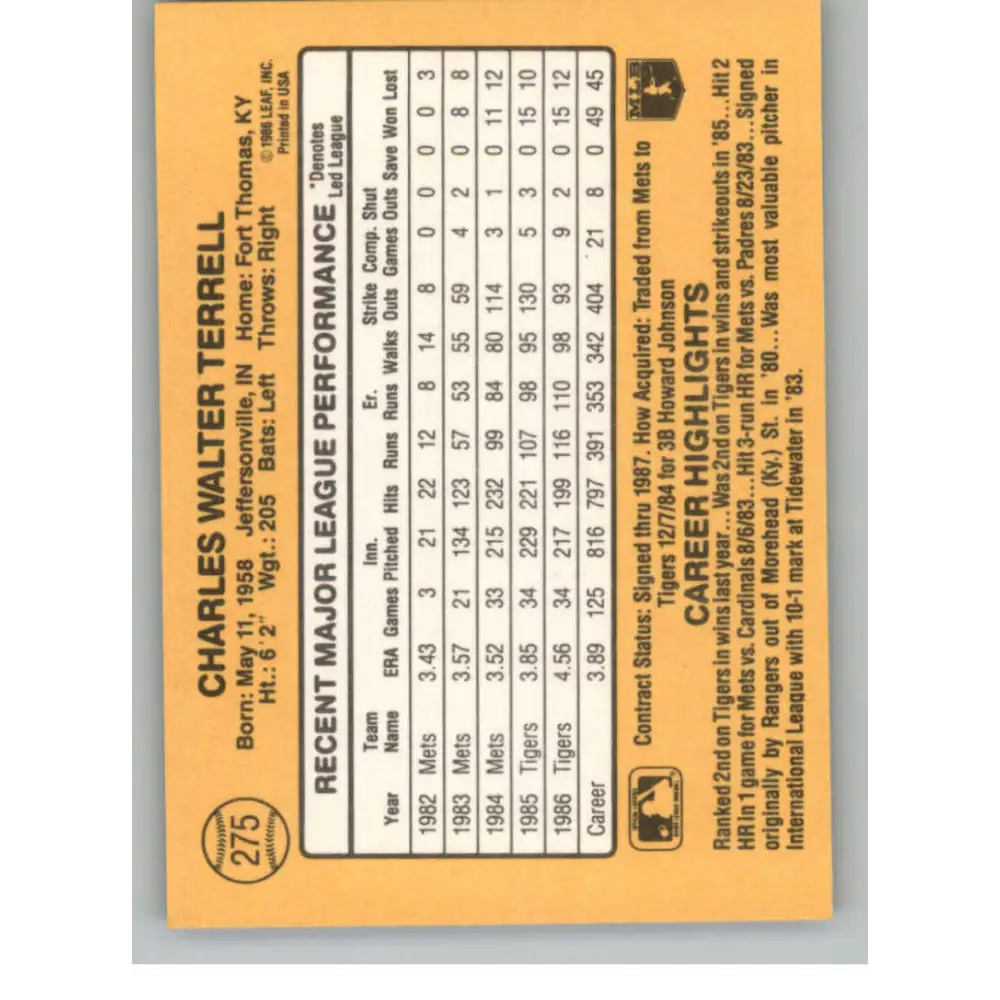 275
CHARLES WALTER TERRELL
Born: May 11, 1958 Jeffersonville, IN Home: Fort Thomas, KY
Ht.: 6'2" Wgt.: 205 Bats: Left Throws: Right
© 1986 LEAF, INC.
Printed in USA
RECENT MAJOR LEAGUE PERFORMANCE
*Denotes
Led League
Team Inn. Er. Strike Comp. Shut
Year Name ERA Games Pitched Hits Runs Runs Walks Outs Games Outs Save Won Lost
1982 Mets 3.43 3 21 22 12 8 14 8 0 0 0 0 3
1983 Mets 3.57 21 134 123 57 53 55 59 4 2 0 8 8
1984 Mets 3.52 33 215 232 99 84 80 114 3 1 0 11 12
1985 Tigers 3.85 34 229 221 107 98 95 130 5 3 0 15 10
1986 Tigers 4.56 34 217 199 116 110 98 93 9 2 0 15 12
Career 3.89 125 816 797 391 353 342 404 21 8 0 49 45
Contract Status: Signed thru 1987. How Acquired: Traded from Mets to
Tigers 12/7/84 for 3B Howard Johnson
MLB
CAREER HIGHLIGHTS
Ranked 2nd on Tigers in wins last year...Was 2nd on Tigers in wins and strikeouts in '85...Hit 2
HR in 1 game for Mets vs. Cardinals 8/6/83...Hit 3-run HR for Mets vs. Padres 8/23/83...Signed
originally by Rangers out of Morehead (Ky.) St. in '80...Was most valuable pitcher in
International League with 10-1 mark at Tidewater in '83.